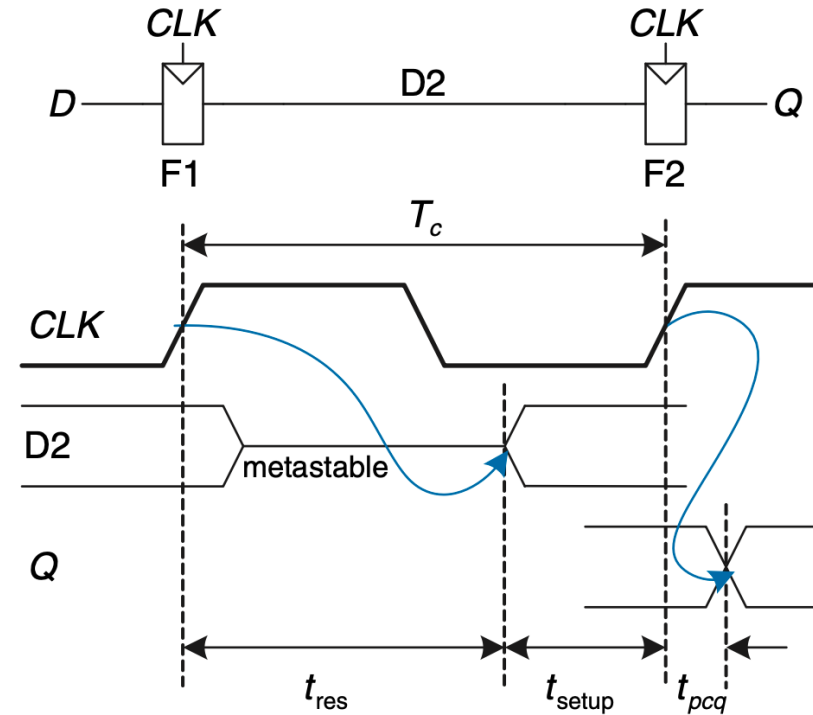 CLK CLK
D D2 Q
F1 F2
Tc
CLK
D2
metastable
Q
tres tsetup tpcq